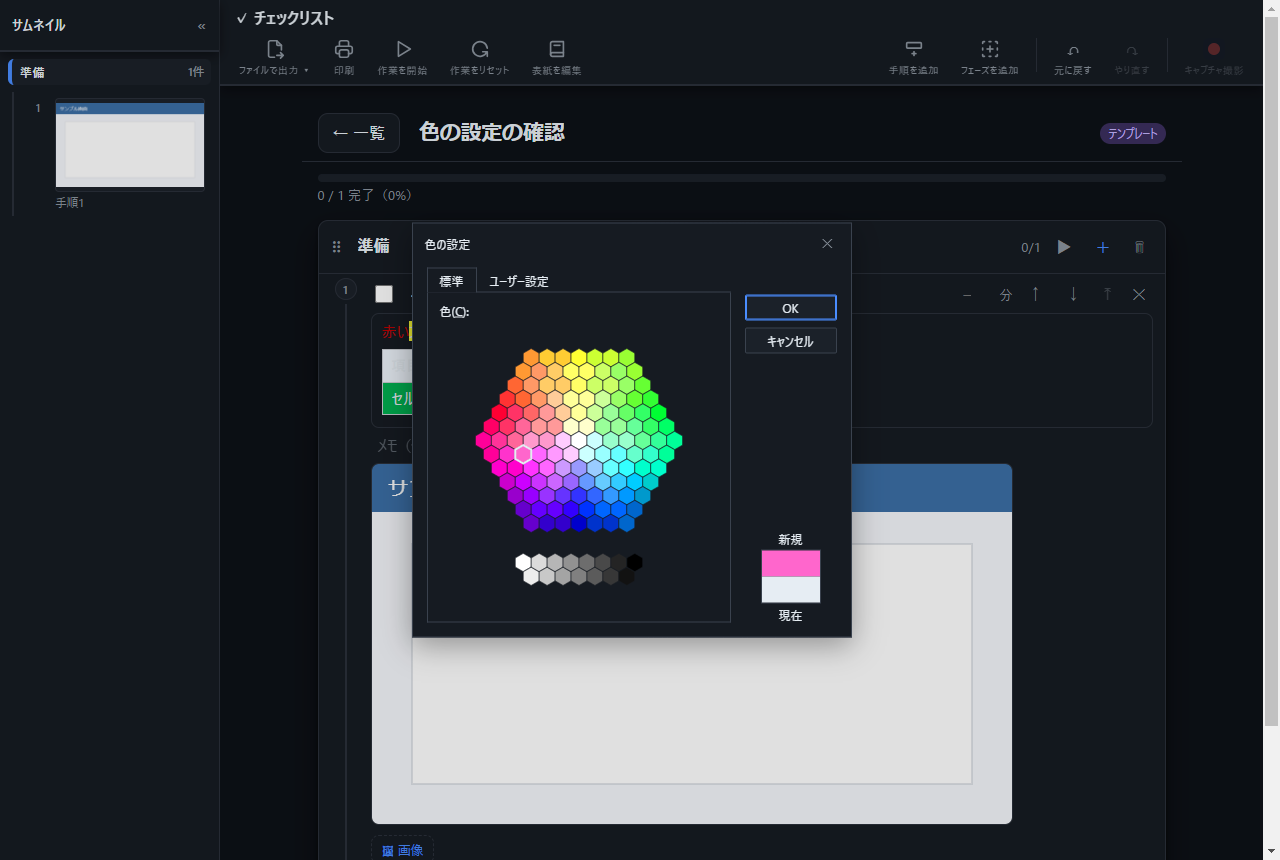 サムネイル «
✓ チェックリスト
ファイルで出力 ▾
印刷
作業を開始
作業をリセット
表紙を編集
手順を追加
フェーズを追加
元に戻す
やり直す
キャプチャ撮影
準備 1件
1
サンプル画面
手順1
← 一覧
色の設定の確認
テンプレート
0 / 1 完了（0%）
準備
0/1
1
分
赤い
セル
メモ（
サ
色の設定
標準
ユーザー設定
色(C):
OK
キャンセル
新規
現在
画像